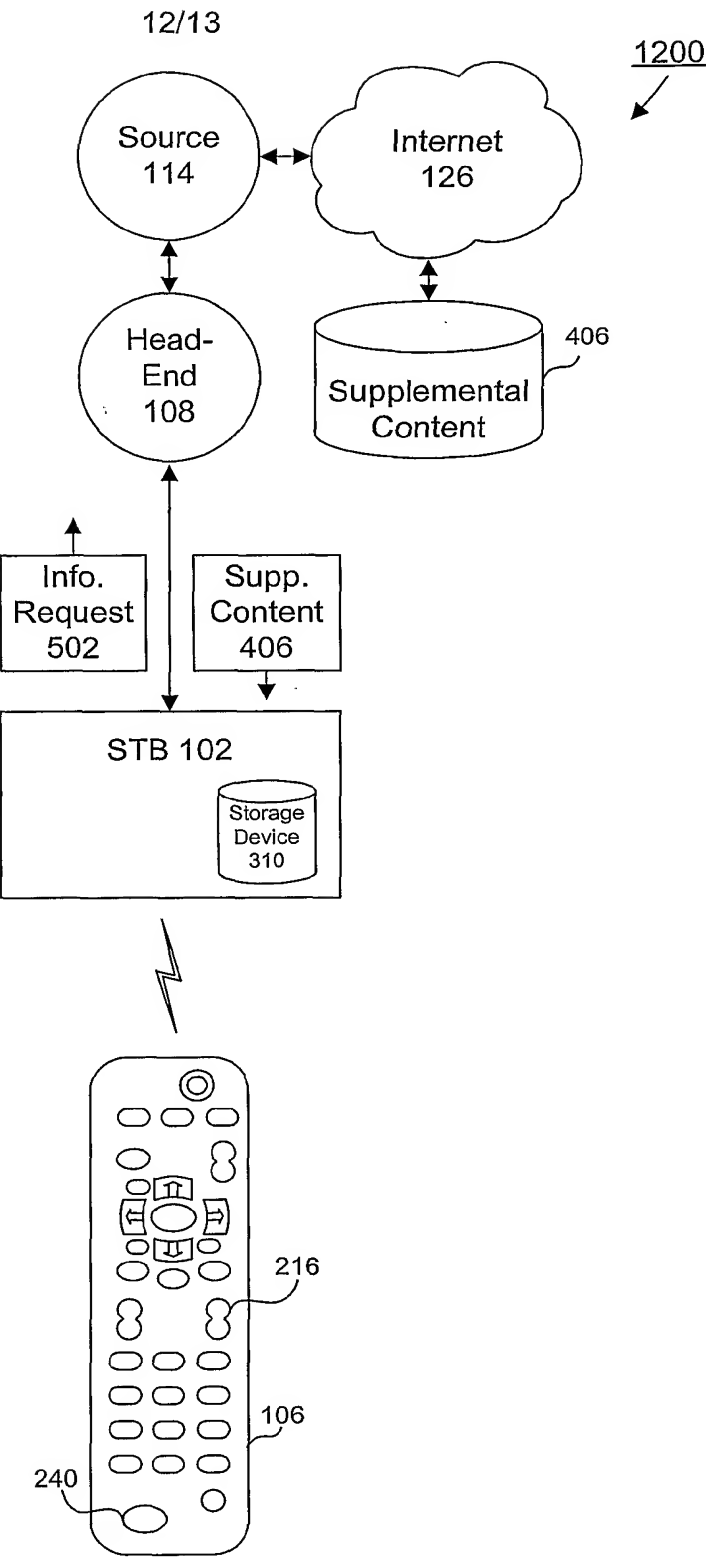 12/13
1200
Source
114
Internet
126
Head-
End
108
406
Supplemental
Content
Info.
Request
502
Supp.
Content
406
STB 102
Storage
Device
310
216
106
240